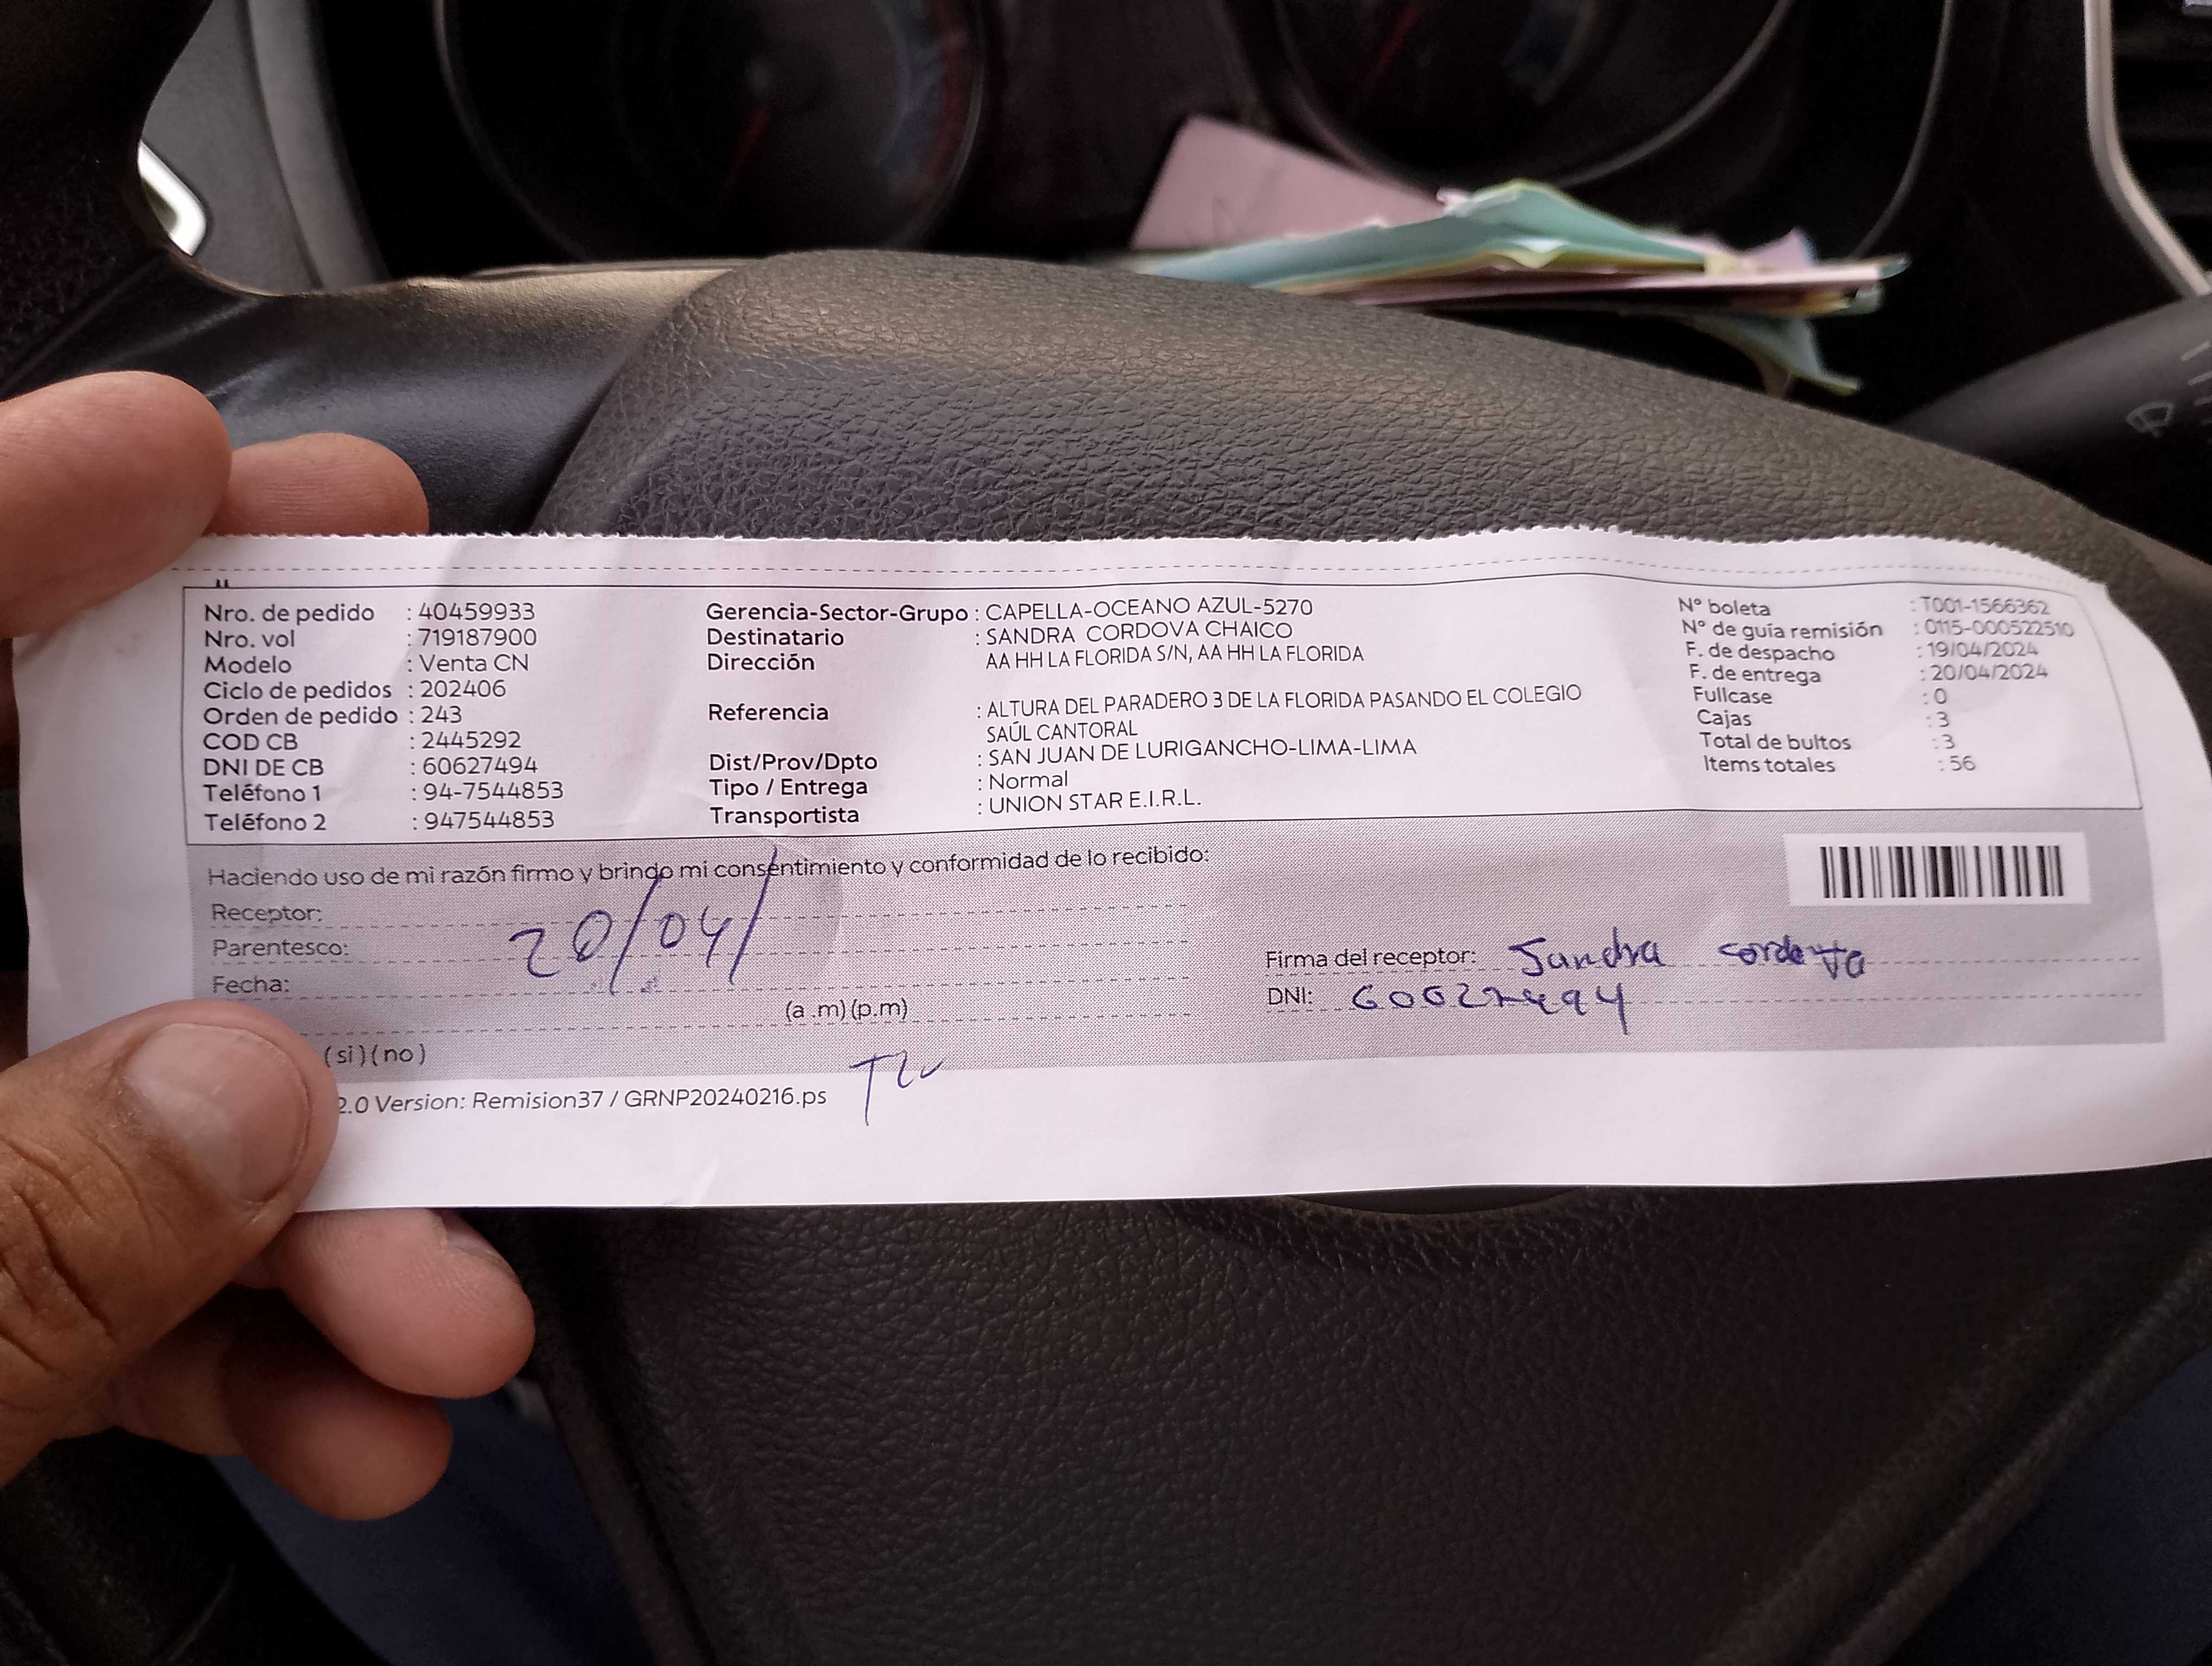 Nro. de pedido : 40459933
Nro. vol : 719187900
Modelo : Venta CN
Ciclo de pedidos : 202406
Orden de pedido : 243
COD CB : 2445292
DNI DE CB : 60627494
Teléfono 1 : 94-7544853
Teléfono 2 : 947544853
Gerencia-Sector-Grupo : CAPELLA-OCEANO AZUL-5270
Destinatario : SANDRA CORDOVA CHAICO
Dirección AA HH LA FLORIDA S/N, AA HH LA FLORIDA
Referencia : ALTURA DEL PARADERO 3 DE LA FLORIDA PASANDO EL COLEGIO
SAÚL CANTORAL
Dist/Prov/Dpto : SAN JUAN DE LURIGANCHO-LIMA-LIMA
Tipo / Entrega : Normal
Transportista : UNION STAR E.I.R.L.
N° boleta : T001-1566362
N° de guía remisión : 0115-000522510
F. de despacho : 19/04/2024
F. de entrega : 20/04/2024
Fullcase : 0
Cajas : 3
Total de bultos : 3
Items totales : 56
Haciendo uso de mi razón firmo y brindo mi consentimiento y conformidad de lo recibido:
Receptor:
Parentesco: 20/04/
Fecha:
(a .m)(p.m)
(si)(no)
Firma del receptor: Sandra cordova
DNI: 60627494
2.0 Version: Remision37 / GRNP20240216.ps